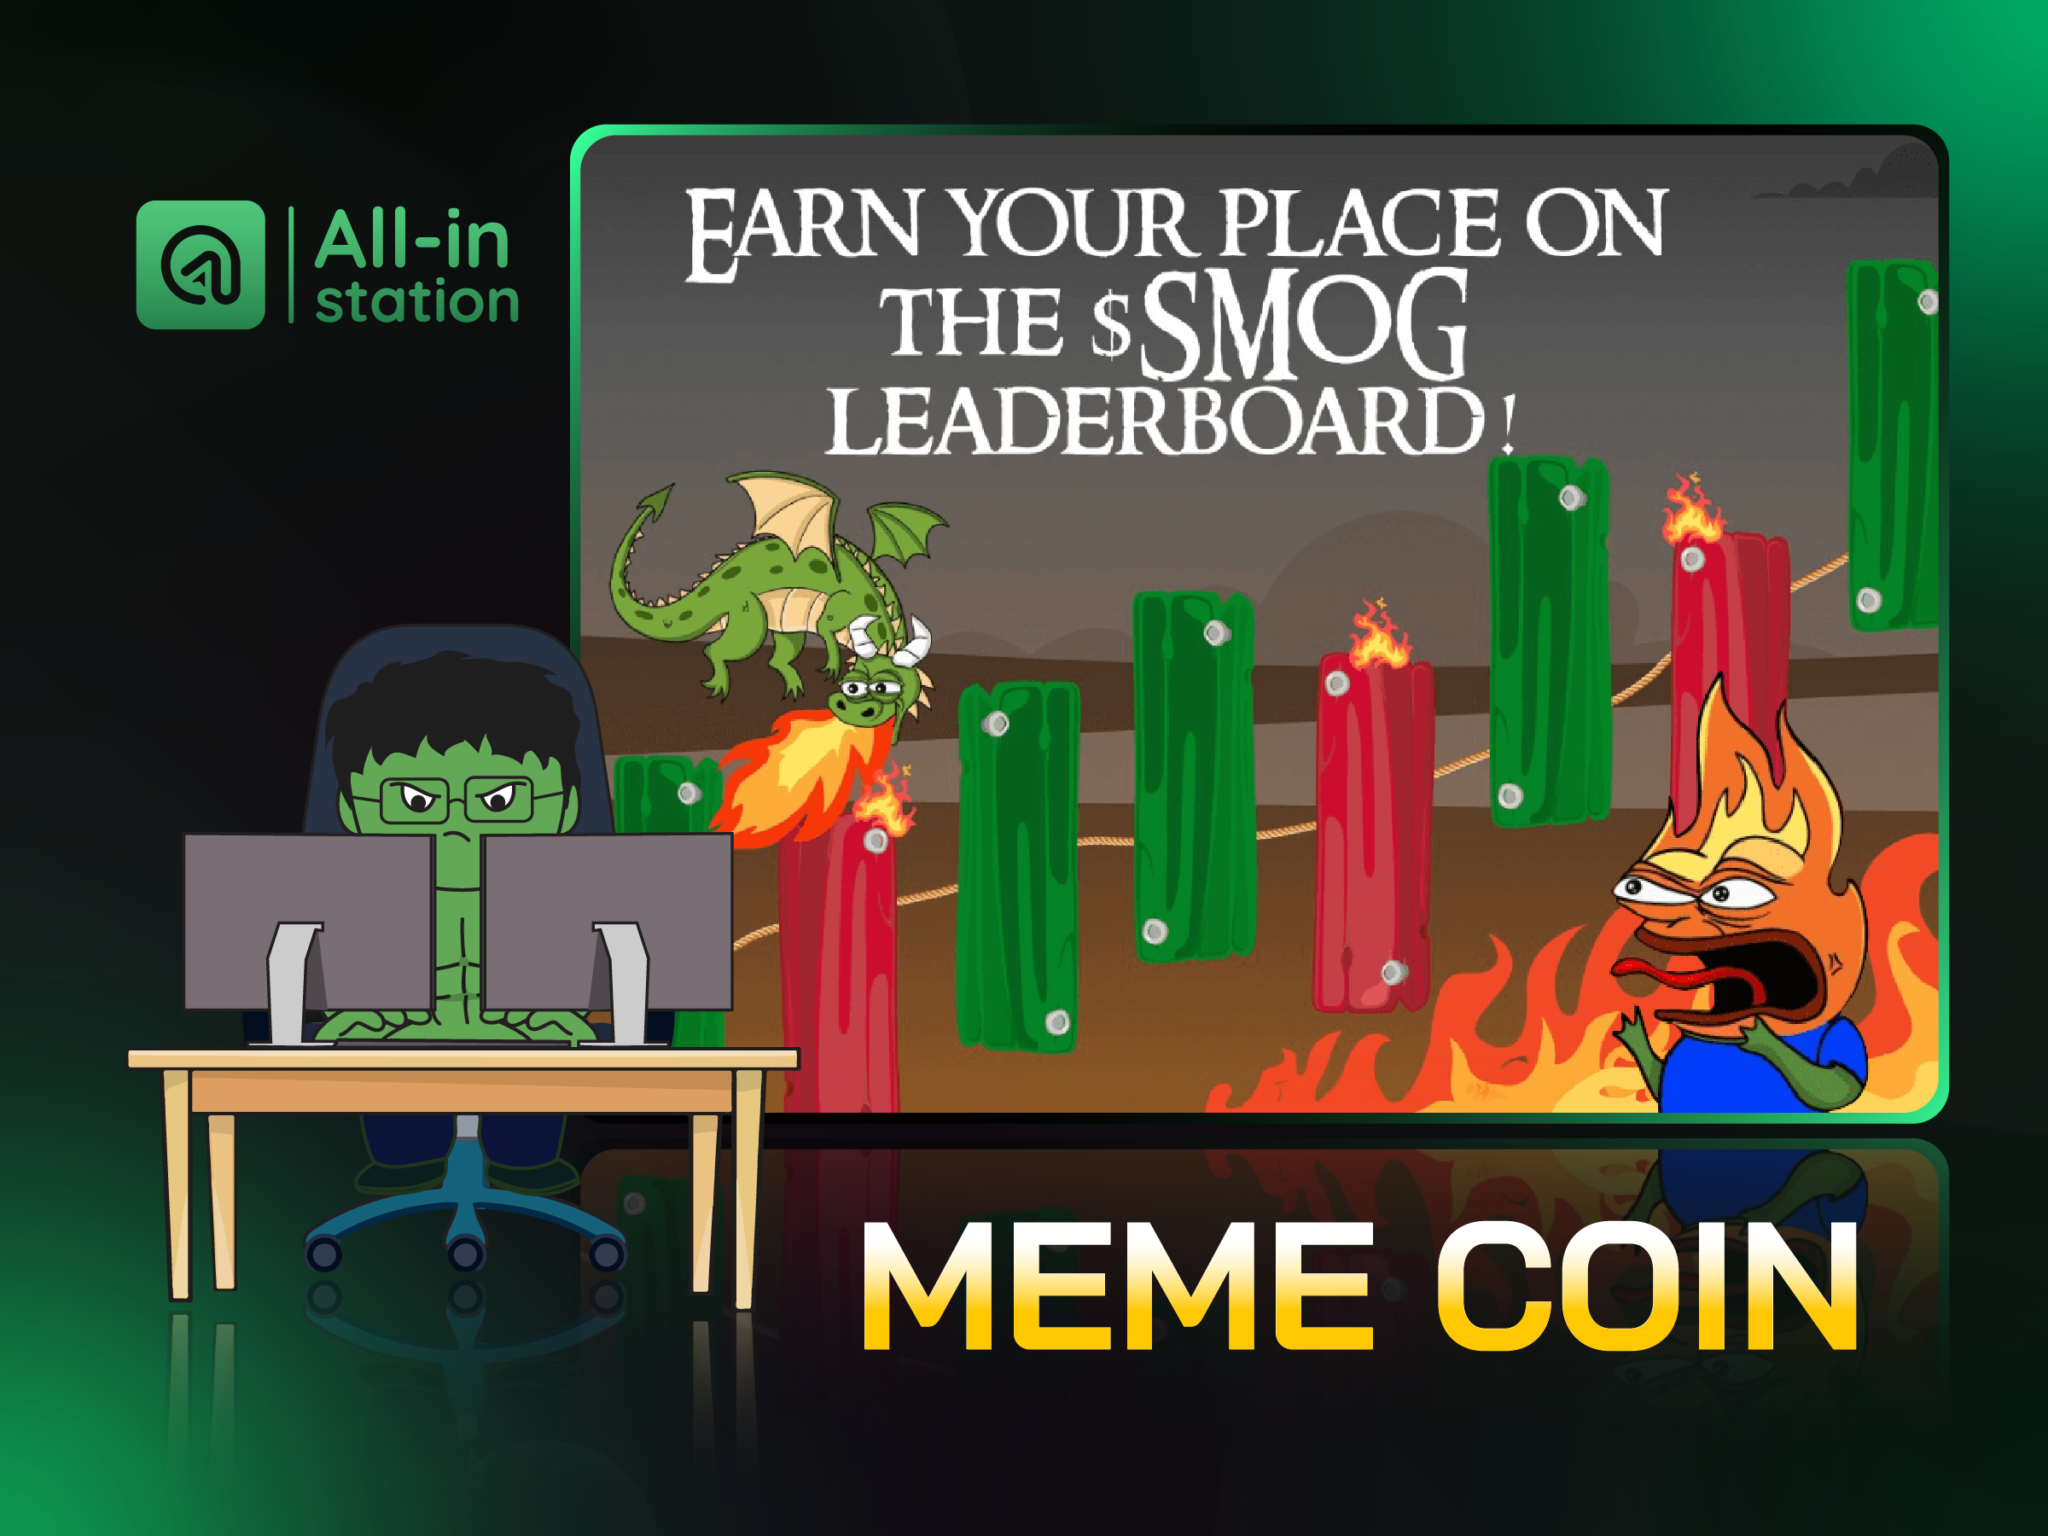 All-in
station
EARN YOUR PLACE ON
THE $SMOG
LEADERBOARD!
MEME COIN